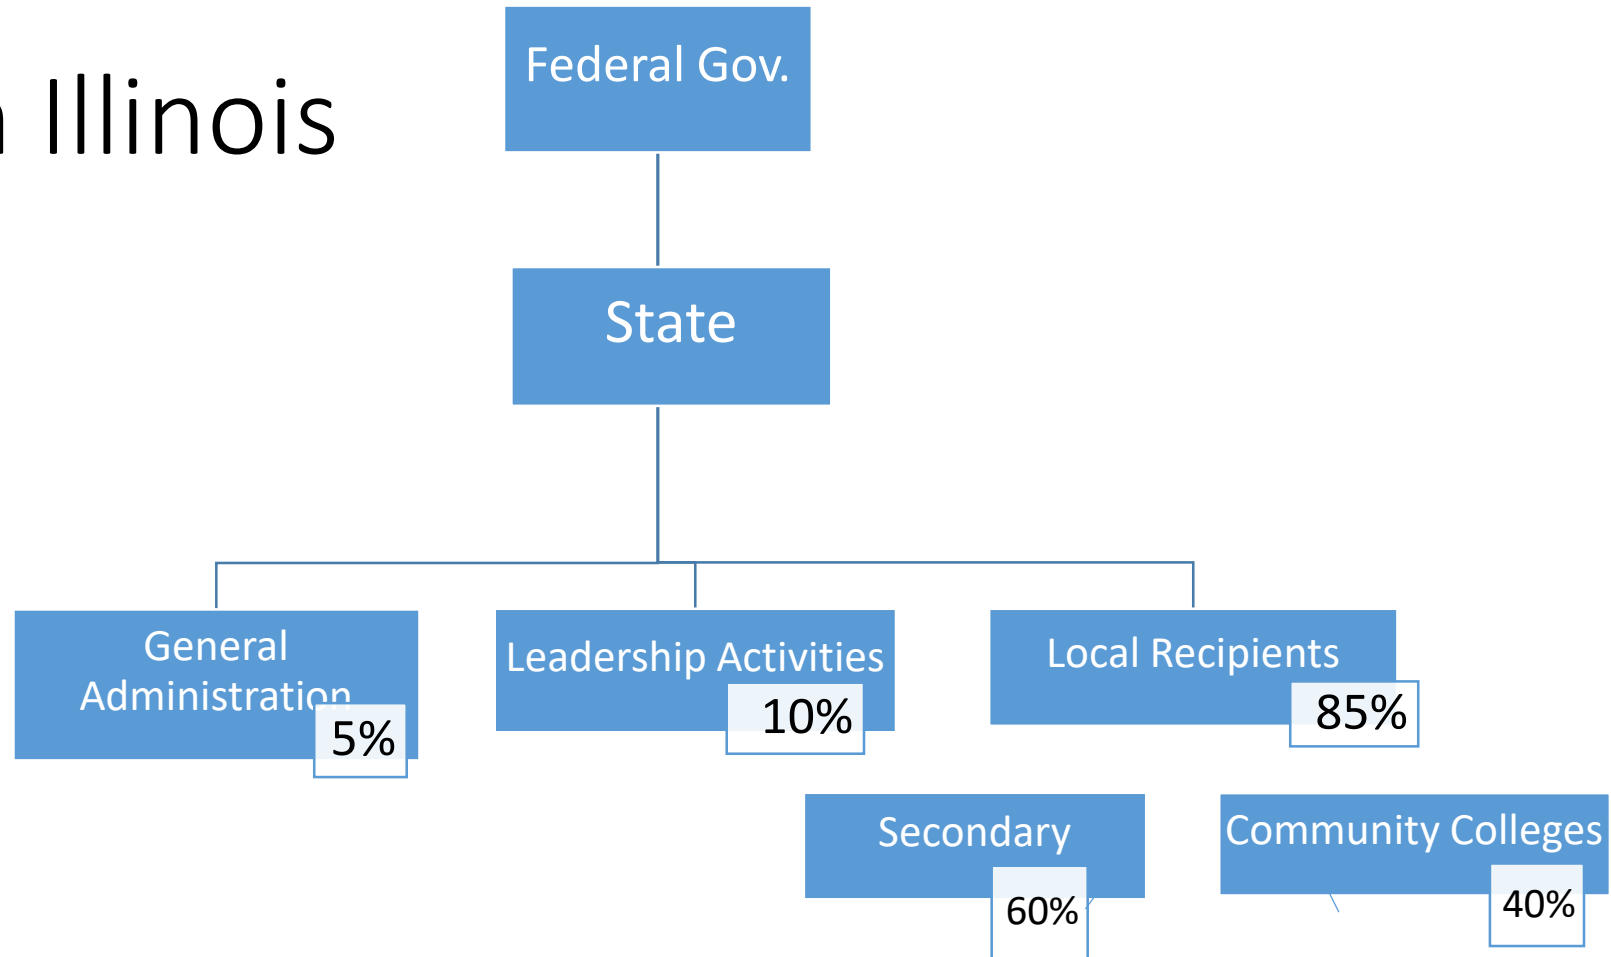 n Illinois
Federal Gov.
State
General
Administration
5%
Leadership Activities
10%
Local Recipients
85%
Secondary
60%
Community Colleges
40%